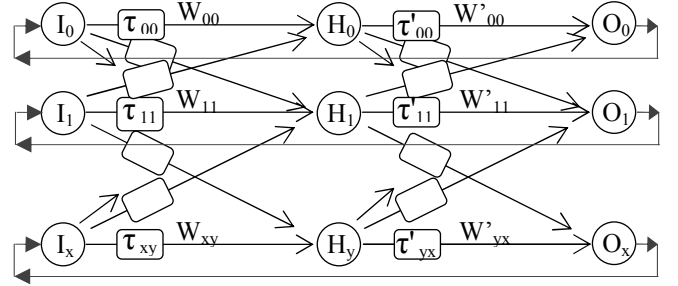 I₀ τ₀₀ W₀₀ H₀ τ'₀₀ W'₀₀ O₀
I₁ τ₁₁ W₁₁ H₁ τ'₁₁ W'₁₁ O₁
Iₓ τxy Wxy Hy τ'yx W'yx Oₓ